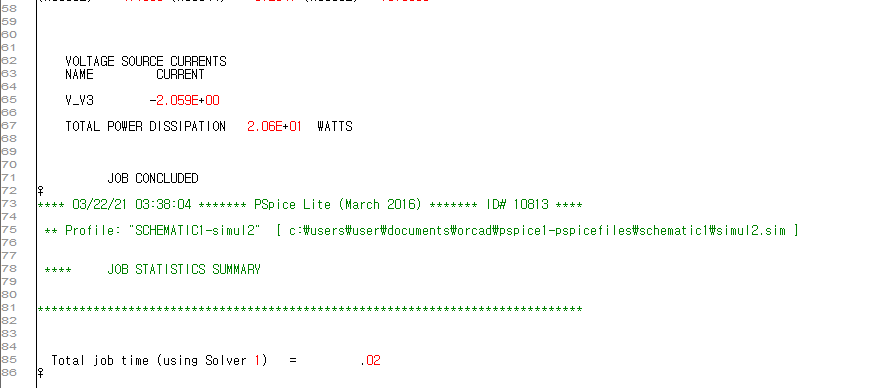 58
59
60
61
62 VOLTAGE SOURCE CURRENTS
63 NAME CURRENT
64
65 V_V3 -2.059E+00
66
67 TOTAL POWER DISSIPATION 2.06E+01 WATTS
68
69
70
71 JOB CONCLUDED
72 ♀
73 **** 03/22/21 03:38:04 ******* PSpice Lite (March 2016) ******* ID# 10813 ****
74
75 ** Profile: "SCHEMATIC1-simul2" [ c:₩users₩user₩documents₩orcad₩pspice1-pspicefiles₩schematic1₩simul2.sim ]
76
77
78 **** JOB STATISTICS SUMMARY
79
80
81 ******************************************************************************
82
83
84
85 Total job time (using Solver 1) = .02
86 ♀